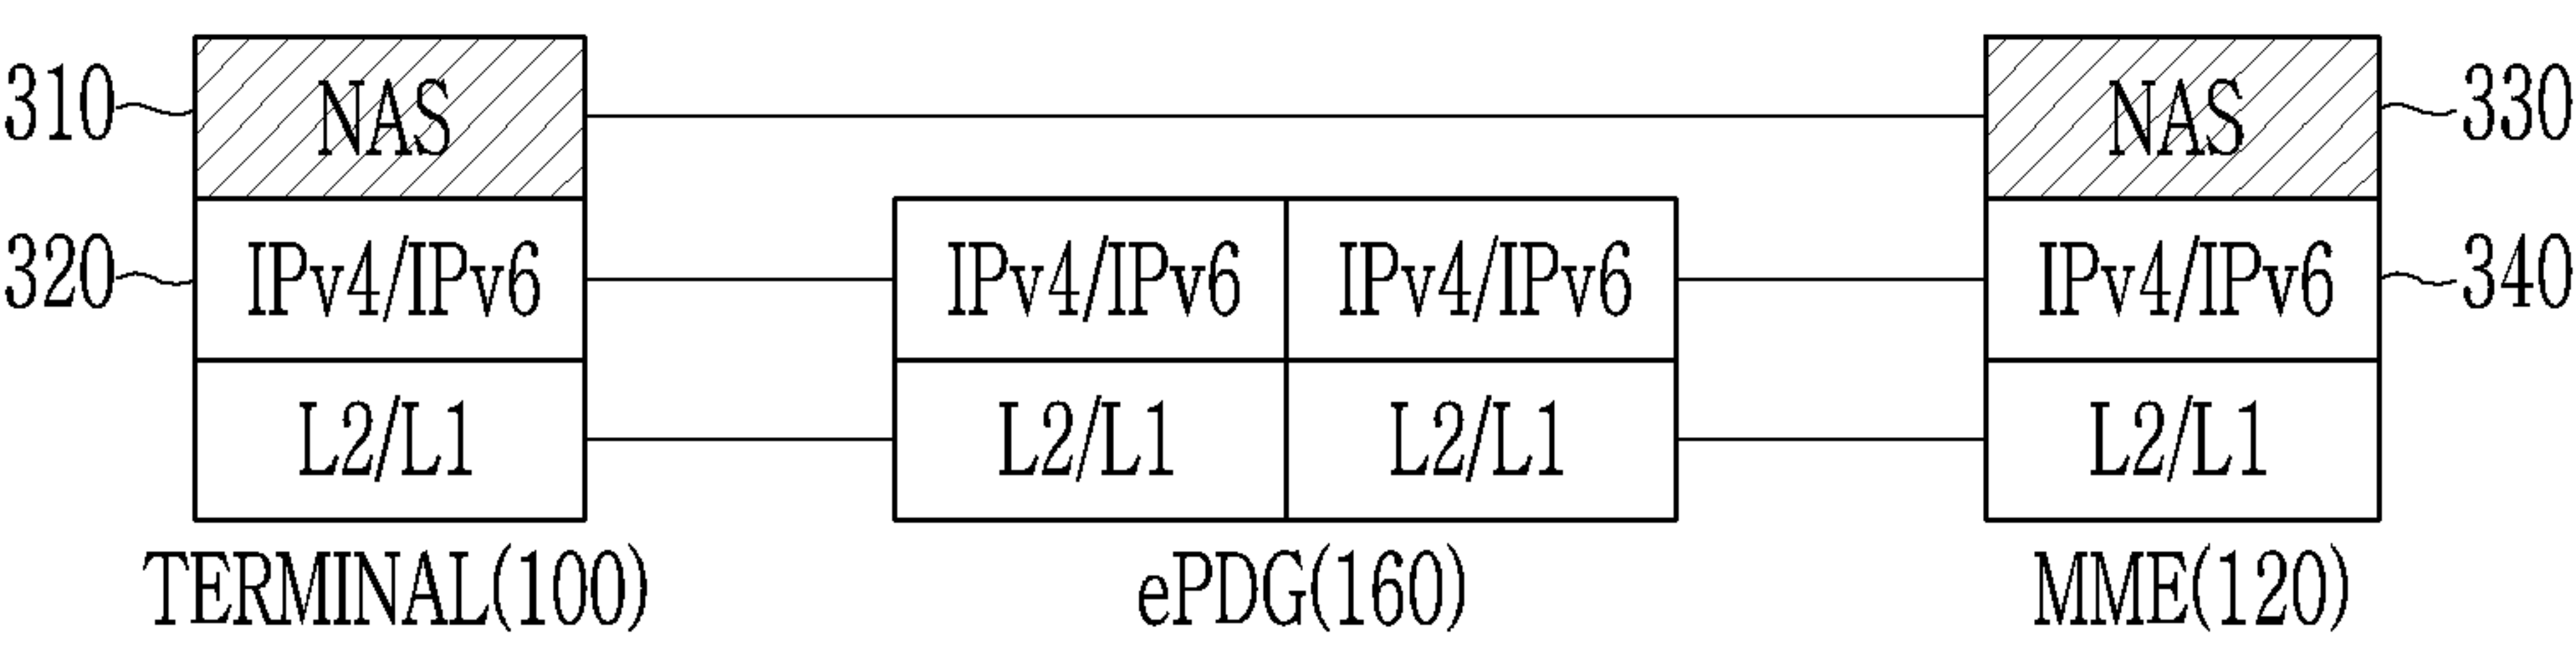 310 NAS NAS 330
320 IPv4/IPv6 IPv4/IPv6 IPv4/IPv6 IPv4/IPv6 340
L2/L1 L2/L1 L2/L1 L2/L1
TERMINAL(100) ePDG(160) MME(120)